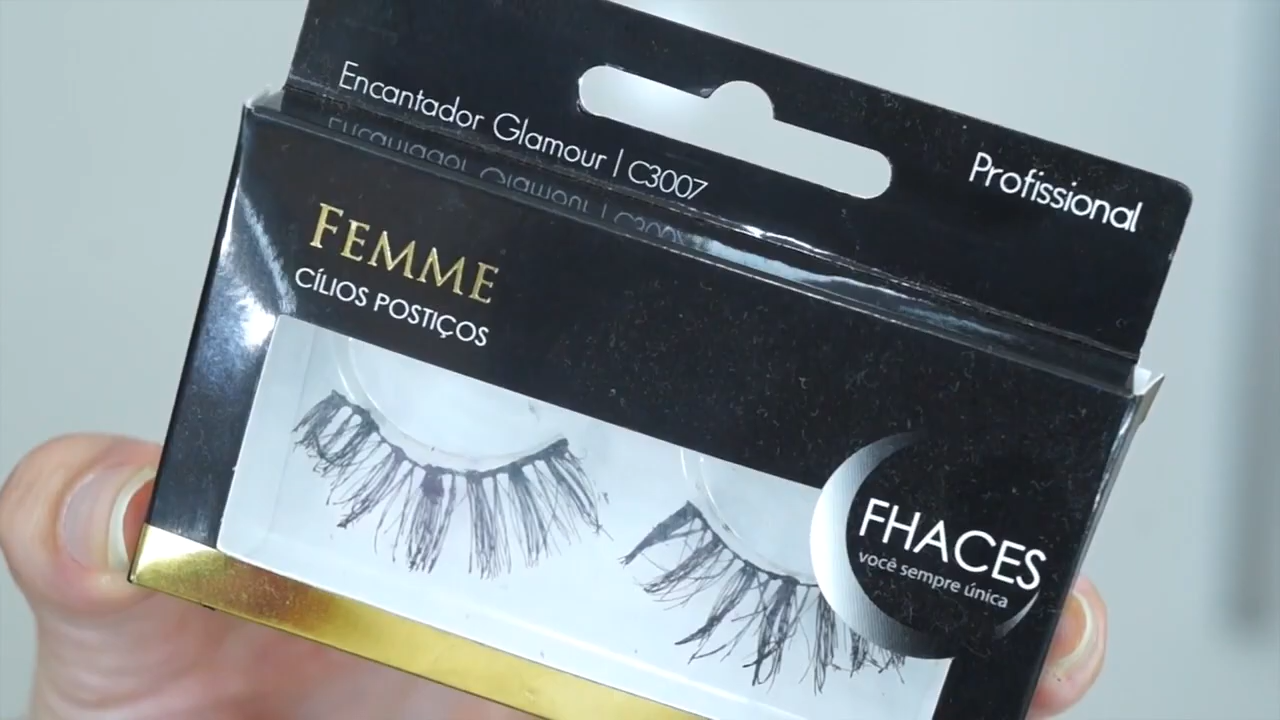 Encantador Glamour | C3007
Profissional
FEMME
CÍLIOS POSTIÇOS
FHACES
você sempre única